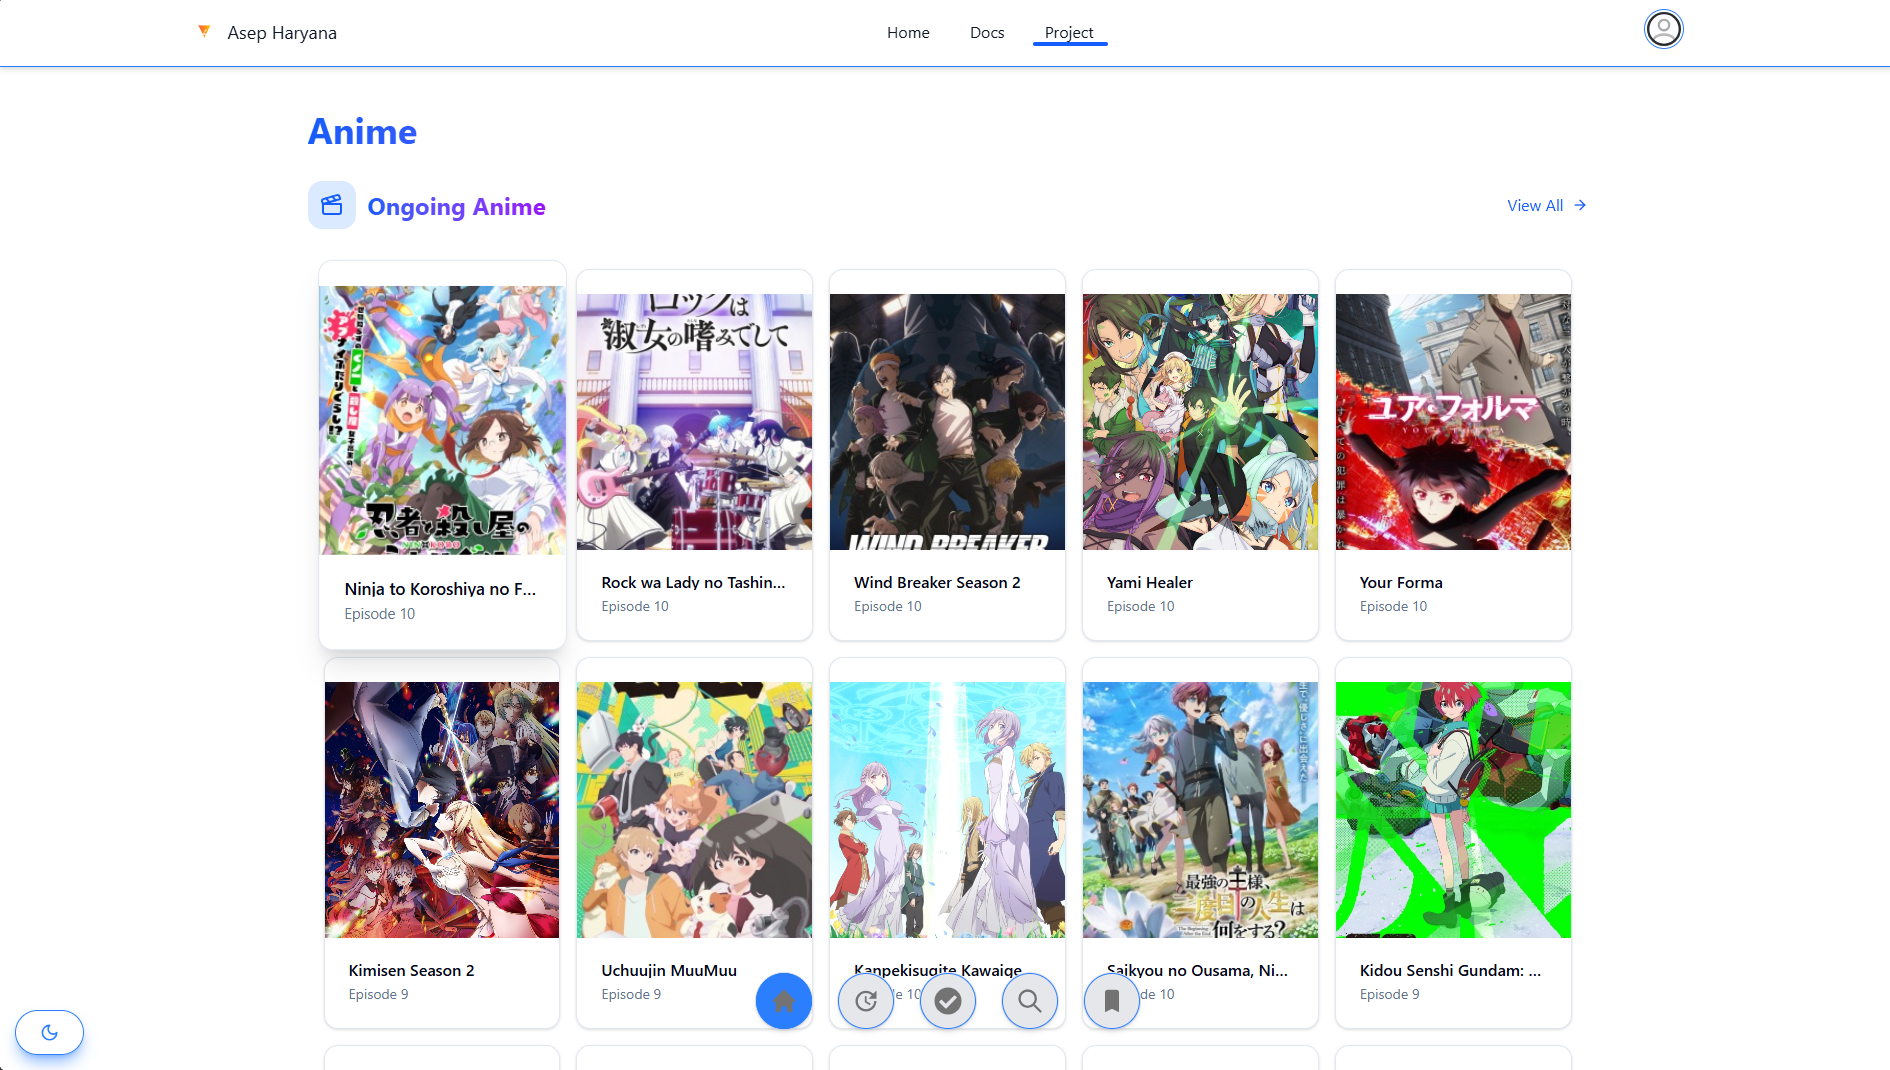 Asep Haryana
Home
Docs
Project
Anime
Ongoing Anime
View All
ロックは
淑女の嗜みでして
WIND BREAKER
ユア・フォルマ
忍者と殺し屋の
Ninja to Koroshiya no F...
Episode 10
Rock wa Lady no Tashin...
Episode 10
Wind Breaker Season 2
Episode 10
Yami Healer
Episode 10
Your Forma
Episode 10
最強の王様、
二度目の人生は
何をする?
Kimisen Season 2
Episode 9
Uchuujin MuuMuu
Episode 9
Kanpekisugite Kawaige
10
Saikyou no Ousama, Ni...
de 10
Kidou Senshi Gundam: ...
Episode 9